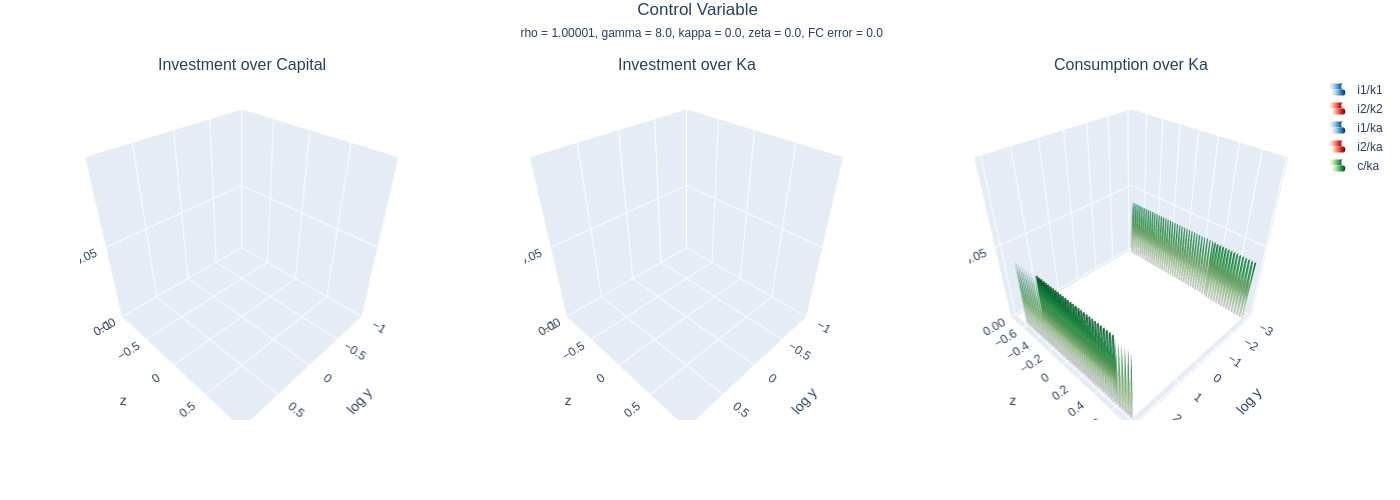 Control Variable
rho = 1.00001, gamma = 8.0, kappa = 0.0, zeta = 0.0, FC error = 0.0
Investment over Capital
Investment over Ka
Consumption over Ka
i1/k1
i2/k2
i1/ka
i2/ka
c/ka
−0.5
0
0.5
z
0.5
0
−0.5
−1
log y
−0.5
0
0.5
z
0.5
0
−0.5
−1
log y
0.00
−0.6
−0.4
−0.2
0
0.2
0.4
z
2
1
0
−1
−2
−3
log y